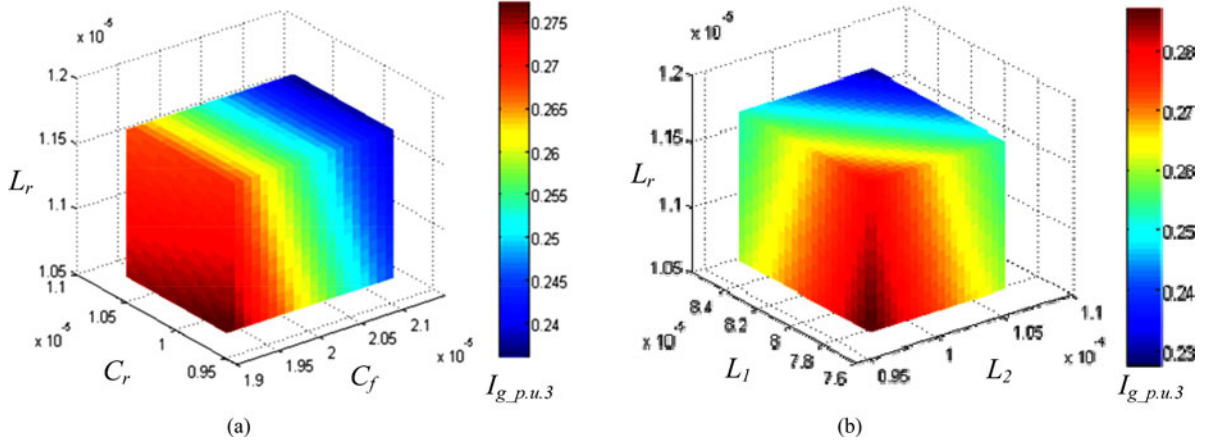 x 10⁻⁵
1.2
1.15
1.1
1.05
L_r
1.1
1.05
1
0.95
x 10⁻⁵
C_r
1.9
1.95
2
2.05
2.1
x 10⁻⁵
C_f
0.275
0.27
0.265
0.26
0.255
0.25
0.245
0.24
I_g_p.u.3
(a)
x 10⁻⁵
1.2
1.15
1.1
1.05
L_r
8.4
8.2
8
7.8
7.6
x 10⁻⁵
L_1
0.95
1
1.05
1.1
x 10⁻⁴
L_2
0.28
0.27
0.26
0.25
0.24
0.23
I_g_p.u.3
(b)